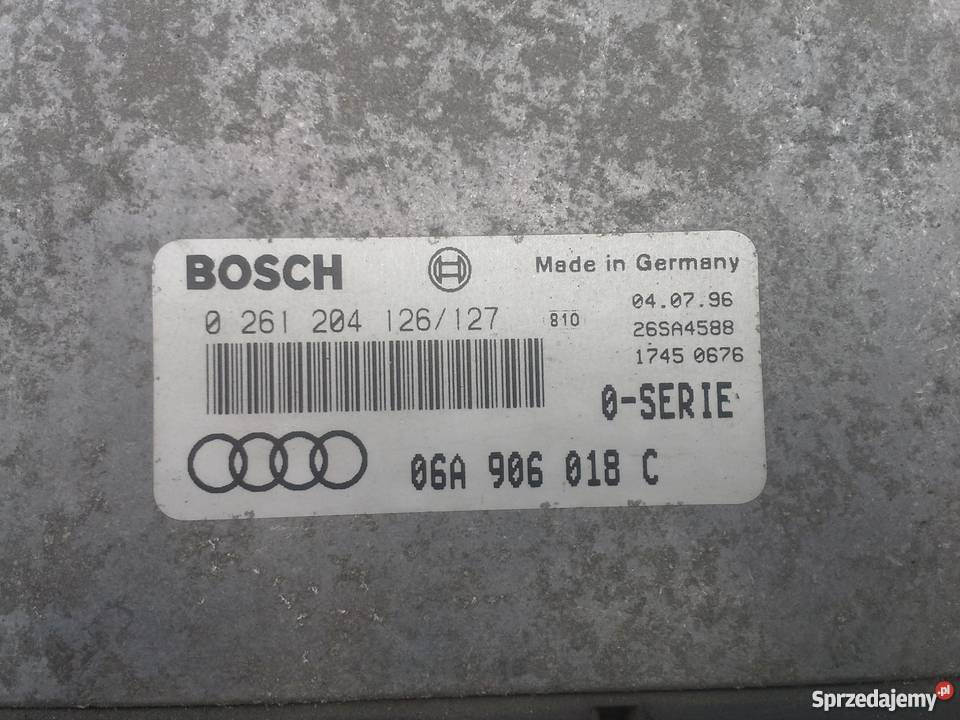 BOSCH
Made in Germany
0 261 204 126/127
810
04.07.96
26SA4588
1745 0676
0-SERIE
06A 906 018 C
Sprzedajemy.pl